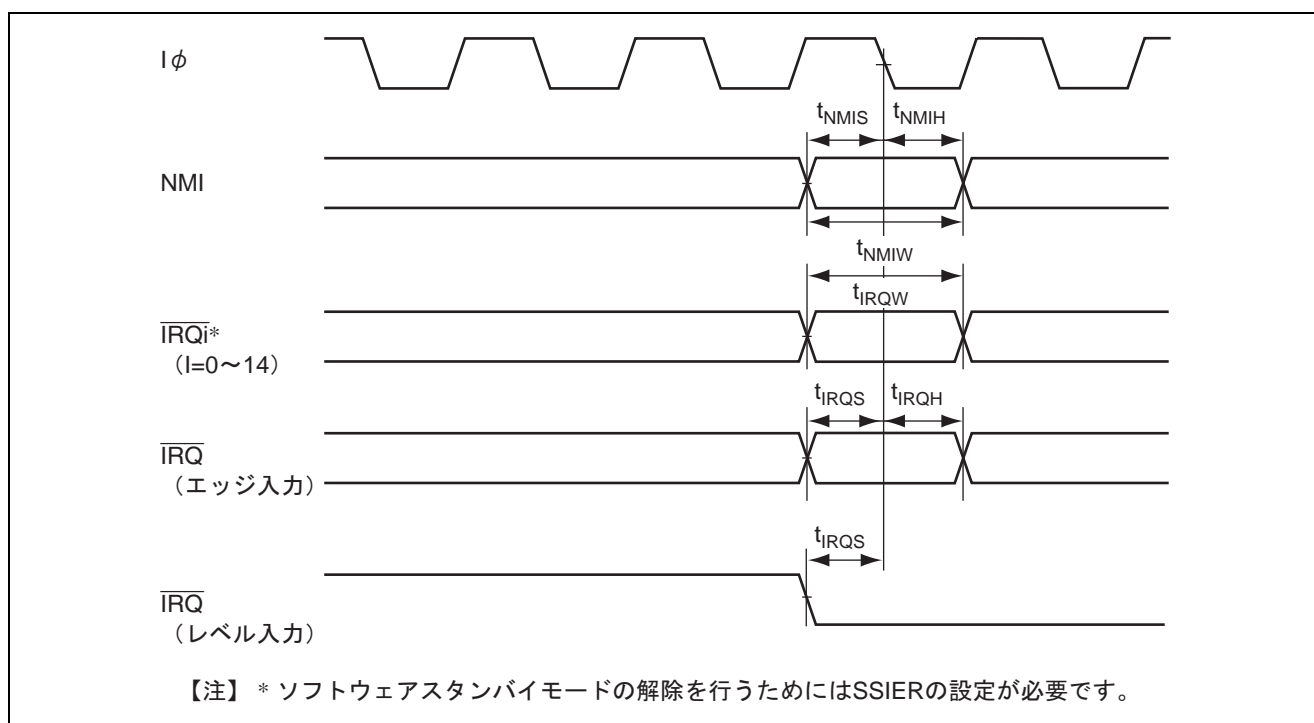 Iφ
tNMIS tNMIH
NMI
tNMIW
tIRQW
IRQi*
（I=0～14）
tIRQS tIRQH
IRQ
（エッジ入力）
tIRQS
IRQ
（レベル入力）
【注】 * ソフトウェアスタンバイモードの解除を行うためにはSSIERの設定が必要です。